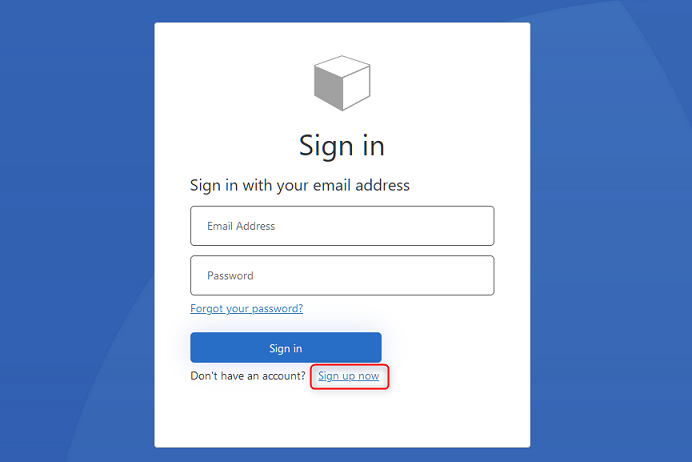 Sign in
Sign in with your email address
Email Address
Password
Forgot your password?
Sign in
Don't have an account? Sign up now